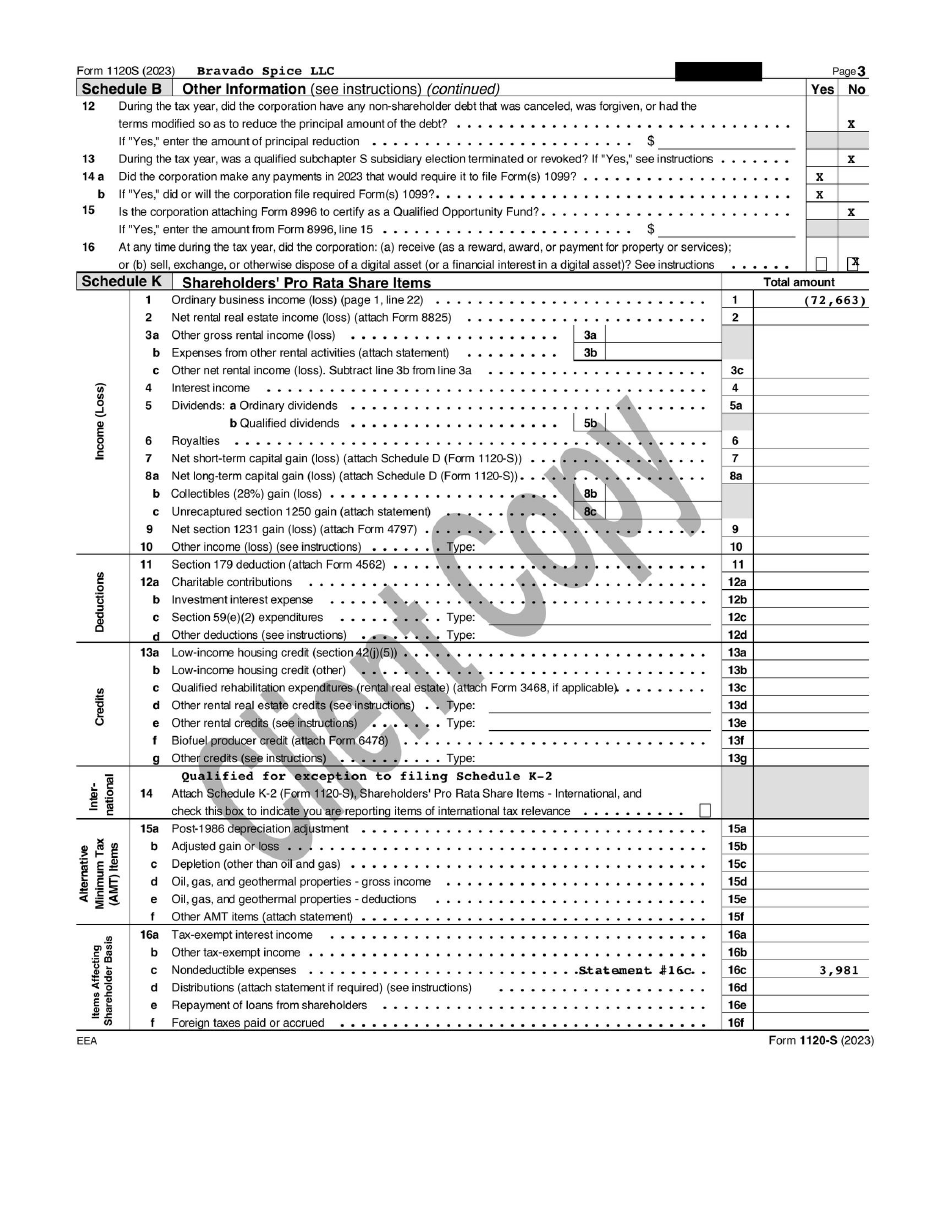 Form 1120S (2023) Bravado Spice LLC Page 3
Schedule B Other Information (see instructions) (continued) Yes No
12 During the tax year, did the corporation have any non-shareholder debt that was canceled, was forgiven, or had the
terms modified so as to reduce the principal amount of the debt? X
If "Yes," enter the amount of principal reduction $
13 During the tax year, was a qualified subchapter S subsidiary election terminated or revoked? If "Yes," see instructions X
14 a Did the corporation make any payments in 2023 that would require it to file Form(s) 1099? X
b If "Yes," did or will the corporation file required Form(s) 1099? X
15 Is the corporation attaching Form 8996 to certify as a Qualified Opportunity Fund? X
If "Yes," enter the amount from Form 8996, line 15 $
16 At any time during the tax year, did the corporation: (a) receive (as a reward, award, or payment for property or services);
or (b) sell, exchange, or otherwise dispose of a digital asset (or a financial interest in a digital asset)? See instructions X
Schedule K Shareholders' Pro Rata Share Items Total amount
Income (Loss)
1 Ordinary business income (loss) (page 1, line 22) 1 (72,663)
2 Net rental real estate income (loss) (attach Form 8825) 2
3a Other gross rental income (loss) 3a
b Expenses from other rental activities (attach statement) 3b
c Other net rental income (loss). Subtract line 3b from line 3a 3c
4 Interest income 4
5 Dividends: a Ordinary dividends 5a
b Qualified dividends 5b
6 Royalties 6
7 Net short-term capital gain (loss) (attach Schedule D (Form 1120-S)) 7
8a Net long-term capital gain (loss) (attach Schedule D (Form 1120-S)) 8a
b Collectibles (28%) gain (loss) 8b
c Unrecaptured section 1250 gain (attach statement) 8c
9 Net section 1231 gain (loss) (attach Form 4797) 9
10 Other income (loss) (see instructions) Type: 10
Deductions
11 Section 179 deduction (attach Form 4562) 11
12a Charitable contributions 12a
b Investment interest expense 12b
c Section 59(e)(2) expenditures Type: 12c
d Other deductions (see instructions) Type: 12d
Credits
13a Low-income housing credit (section 42(j)(5)) 13a
b Low-income housing credit (other) 13b
c Qualified rehabilitation expenditures (rental real estate) (attach Form 3468, if applicable) 13c
d Other rental real estate credits (see instructions) Type: 13d
e Other rental credits (see instructions) Type: 13e
f Biofuel producer credit (attach Form 6478) 13f
g Other credits (see instructions) Type: 13g
Inter-
national
Qualified for exception to filing Schedule K-2
14 Attach Schedule K-2 (Form 1120-S), Shareholders' Pro Rata Share Items - International, and
check this box to indicate you are reporting items of international tax relevance
Alternative
Minimum Tax
(AMT) Items
15a Post-1986 depreciation adjustment 15a
b Adjusted gain or loss 15b
c Depletion (other than oil and gas) 15c
d Oil, gas, and geothermal properties - gross income 15d
e Oil, gas, and geothermal properties - deductions 15e
f Other AMT items (attach statement) 15f
Items Affecting
Shareholder Basis
16a Tax-exempt interest income 16a
b Other tax-exempt income 16b
c Nondeductible expenses Statement #16c 16c 3,981
d Distributions (attach statement if required) (see instructions) 16d
e Repayment of loans from shareholders 16e
f Foreign taxes paid or accrued 16f
EEA Form 1120-S (2023)
Client Copy